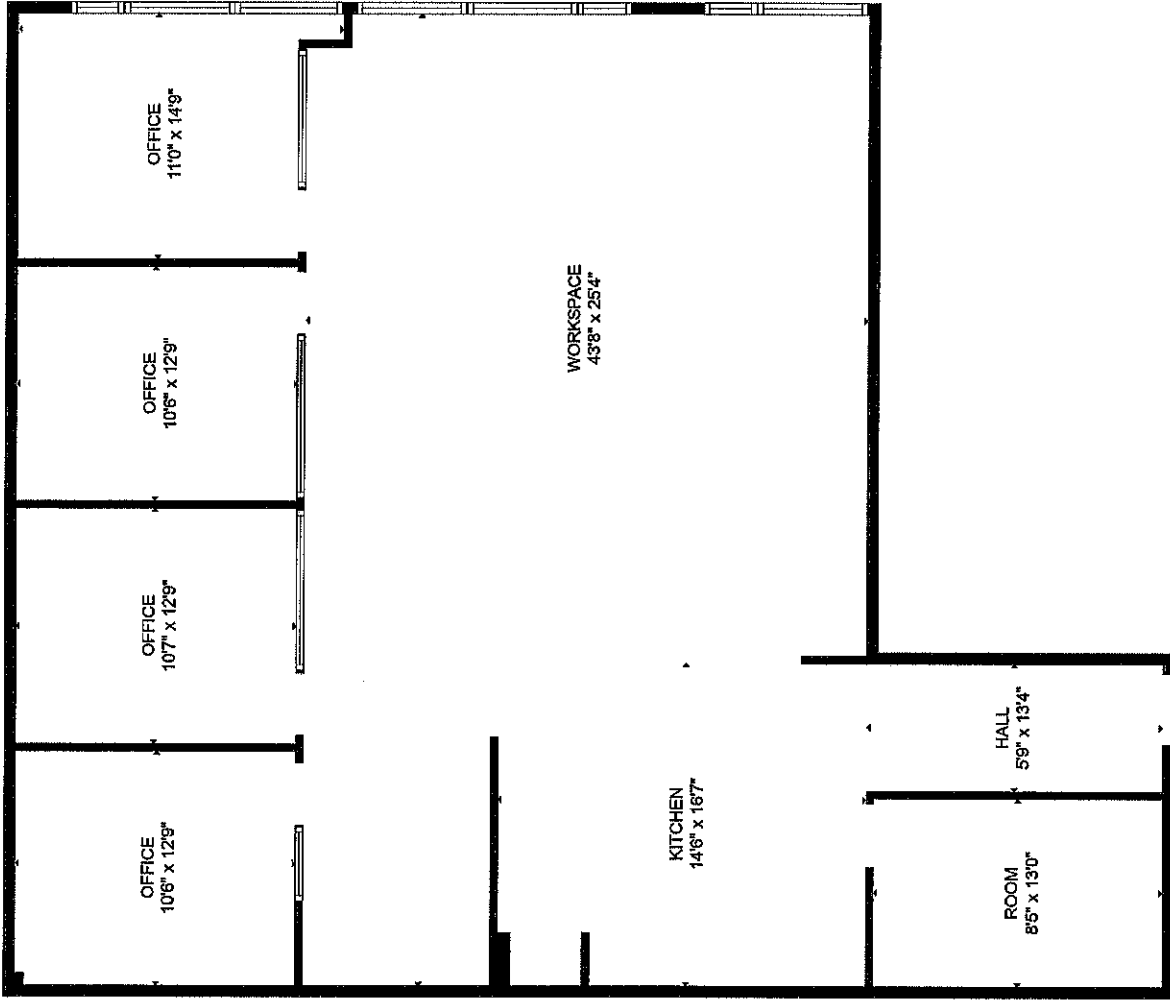 OFFICE
10'6" x 12'9"
OFFICE
10'7" x 12'9"
OFFICE
10'6" x 12'9"
OFFICE
11'0" x 14'9"
WORKSPACE
43'8" x 25'4"
KITCHEN
14'6" x 16'7"
ROOM
8'5" x 13'0"
HALL
5'9" x 13'4"